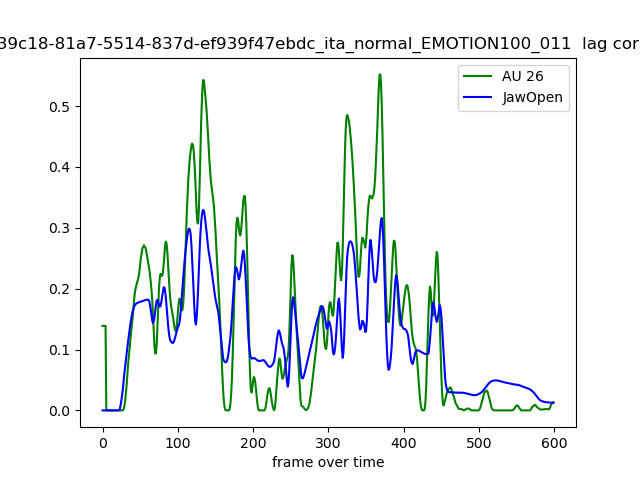 39c18-81a7-5514-837d-ef939f47ebdc_ita_normal_EMOTION100_011 lag cor
AU 26
JawOpen
0.5
0.4
0.3
0.2
0.1
0.0
0 100 200 300 400 500 600
frame over time